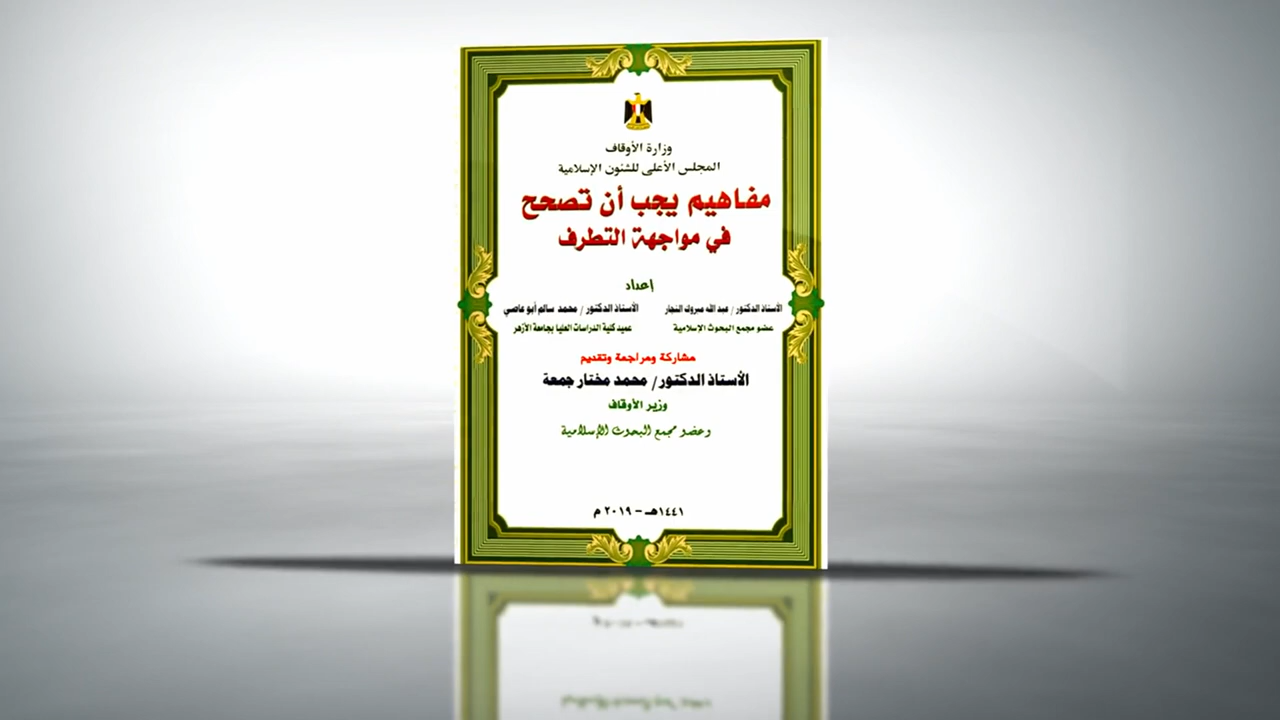 وزارة الأوقاف
المجلس الأعلى للشئون الإسلامية
مفاهيم يجب أن تصحح
في مواجهة التطرف
إعداد
الأستاذ الدكتور / عبد الله مبروك النجار
عضو مجمع البحوث الإسلامية
الأستاذ الدكتور / محمد سالم أبو عاصي
عميد كلية الدراسات العليا بجامعة الأزهر
مشاركة ومراجعة وتقديم
الأستاذ الدكتور/ محمد مختار جمعة
وزير الأوقاف
وعضو مجمع البحوث الإسلامية
١٤٤١هـ - ٢٠١٩ م